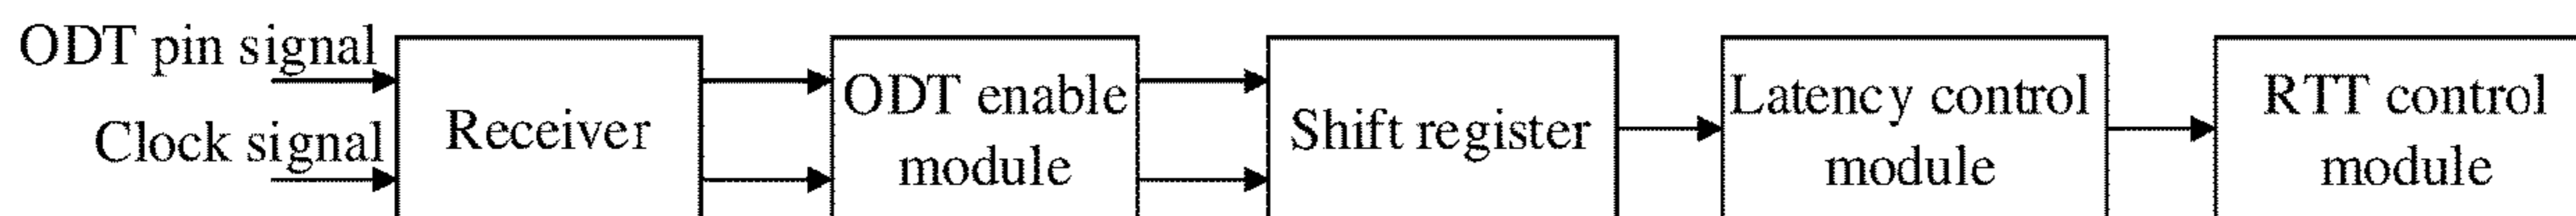 ODT pin signal
Clock signal
Receiver
ODT enable
module
Shift register
Latency control
module
RTT control
module